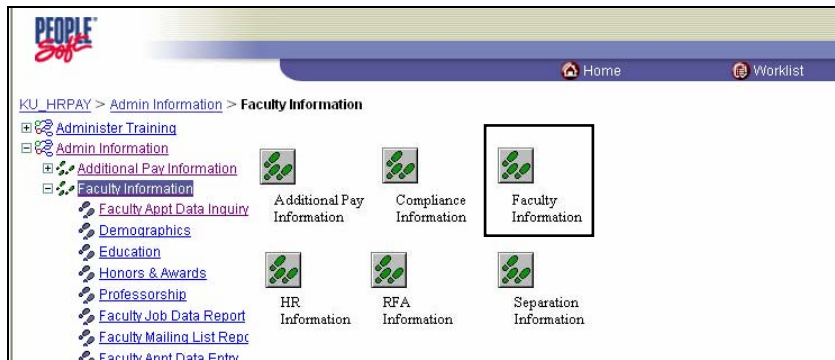 PEOPLE
Soft
Home
Worklist
KU_HRPAY > Admin Information > Faculty Information
Administer Training
Admin Information
Additional Pay Information
Faculty Information
Faculty Appt Data Inquiry
Demographics
Education
Honors & Awards
Professorship
Faculty Job Data Report
Faculty Mailing List Repo
Faculty Appt Data Entry
Additional Pay
Information
Compliance
Information
Faculty
Information
HR
Information
RFA
Information
Separation
Information